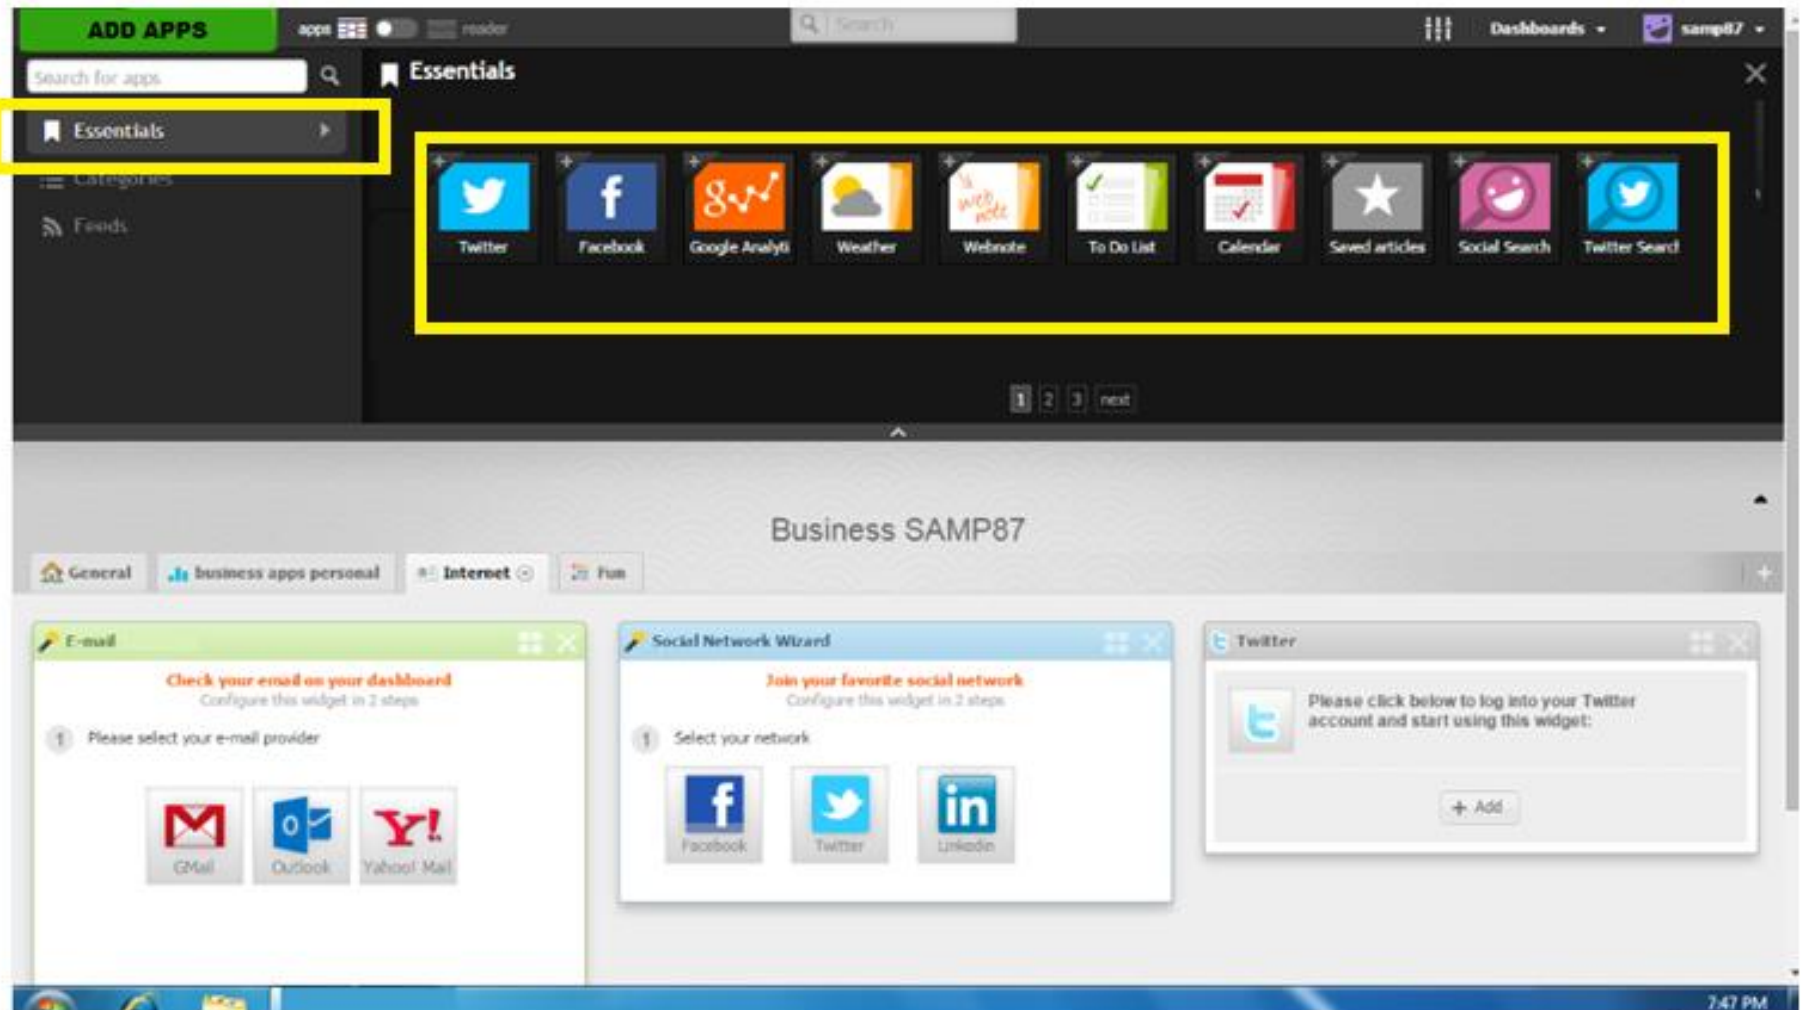 ADD APPS
apps
reader
Search
Dashboards
samp87
Search for apps
Essentials
Essentials
Categories
Feeds
Twitter
Facebook
Google Analyti
Weather
web
note
Webnote
To Do List
Calendar
Saved articles
Social Search
Twitter Search
1 2 3 next
Business SAMP87
General
business apps personal
Internet
Fun
E-mail
Check your email on your dashboard
Configure this widget in 2 steps
1 Please select your e-mail provider
GMail
Outlook
Yahoo! Mail
Social Network Wizard
Join your favorite social network
Configure this widget in 2 steps
1 Select your network
Facebook
Twitter
Linkedin
Twitter
Please click below to log into your Twitter
account and start using this widget:
+ Add
7:47 PM